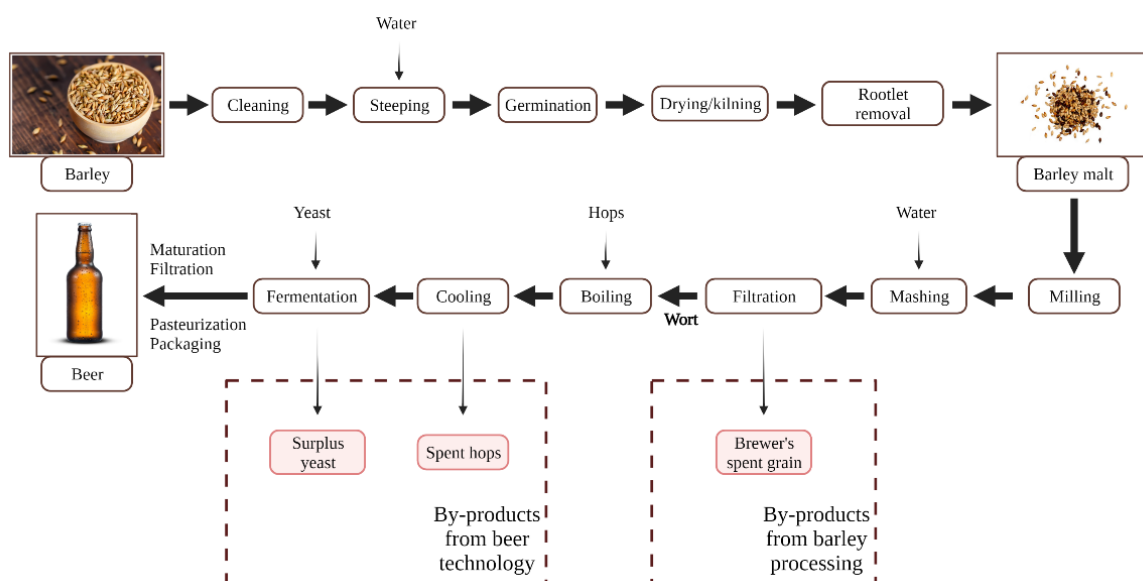 Water
Cleaning
Steeping
Germination
Drying/kilning
Rootlet
removal
Barley
Barley malt
Yeast
Hops
Water
Maturation
Filtration
Fermentation
Cooling
Boiling
Filtration
Mashing
Milling
Wort
Pasteurization
Packaging
Beer
Surplus
yeast
Spent hops
Brewer's
spent grain
By-products
from beer
technology
By-products
from barley
processing